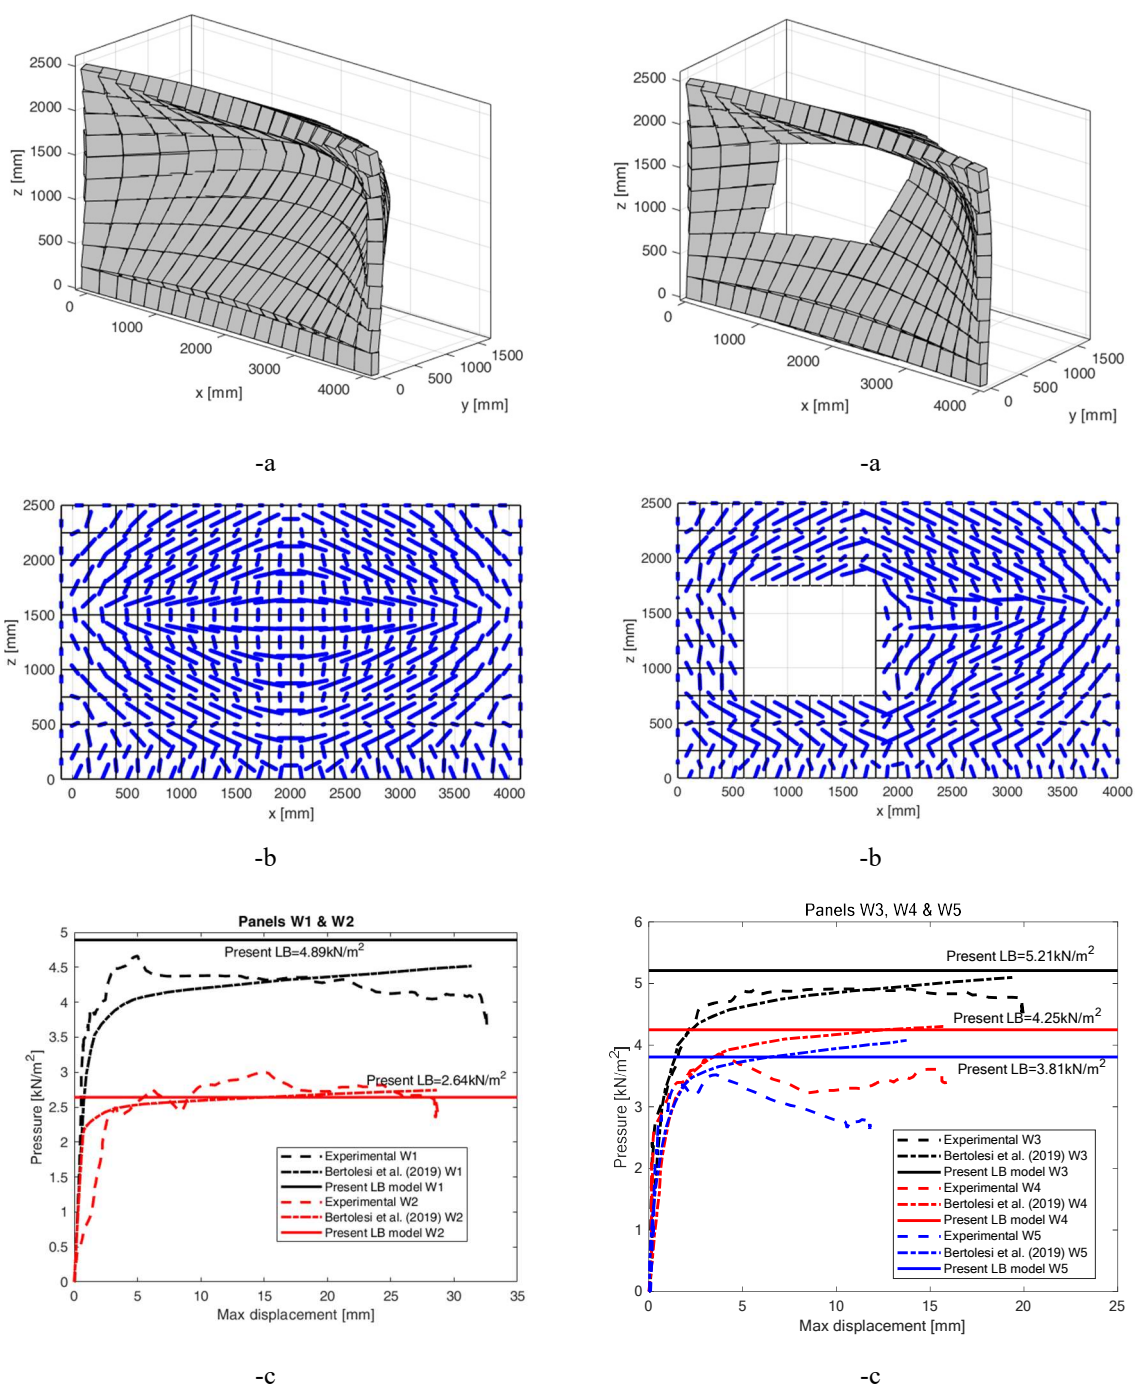 2500
2000
1500
1000
500
0
z [mm]
0
1000
2000
3000
4000
x [mm]
0
500
1000
1500
y [mm]
-a
2500
2000
1500
1000
500
0
z [mm]
0
1000
2000
3000
4000
x [mm]
0
500
1000
1500
y [mm]
-a
2500
2000
1500
1000
500
0
z [mm]
0 500 1000 1500 2000 2500 3000 3500 4000
x [mm]
-b
2500
2000
1500
1000
500
0
z [mm]
0 500 1000 1500 2000 2500 3000 3500 4000
x [mm]
-b
Panels W1 & W2
5
4.5
4
3.5
3
2.5
2
1.5
1
0.5
0
Pressure [kN/m²]
Present LB=4.89kN/m²
Present LB=2.64kN/m²
Experimental W1
Bertolesi et al. (2019) W1
Present LB model W1
Experimental W2
Bertolesi et al. (2019) W2
Present LB model W2
0 5 10 15 20 25 30 35
Max displacement [mm]
-c
Panels W3, W4 & W5
6
5
4
3
2
1
0
Pressure [kN/m²]
Present LB=5.21kN/m²
Present LB=4.25kN/m²
Present LB=3.81kN/m²
Experimental W3
Bertolesi et al. (2019) W3
Present LB model W3
Experimental W4
Bertolesi et al. (2019) W4
Present LB model W4
Experimental W5
Bertolesi et al. (2019) W5
Present LB model W5
0 5 10 15 20 25
Max displacement [mm]
-c